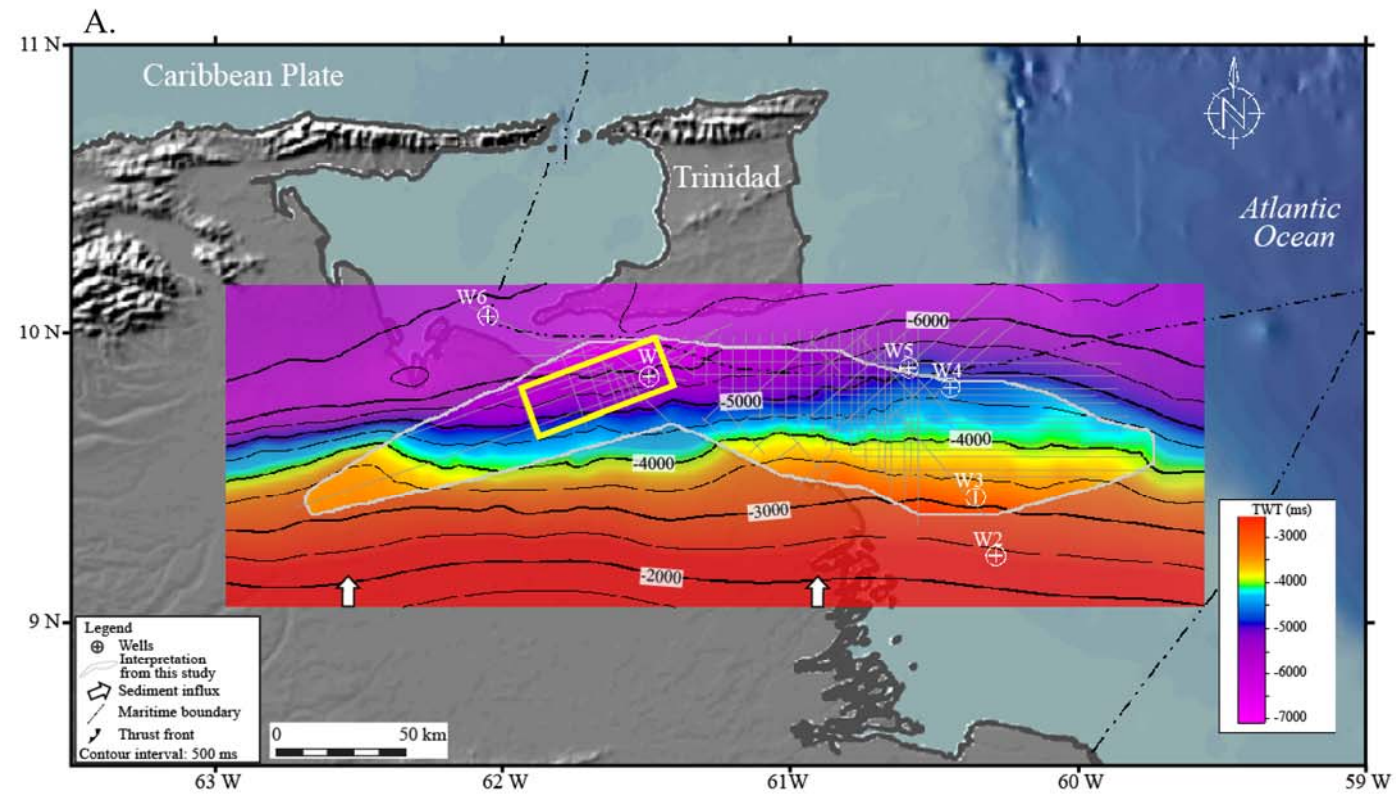 A.
11 N
Caribbean Plate
N
Trinidad
Atlantic
Ocean
W6
10 N
-6000
W
W5
W4
-5000
-4000
-4000
W3
-3000
W2
TWT (ms)
-3000
-4000
-5000
-6000
-7000
-2000
9 N
Legend
Wells
Interpretation
from this study
Sediment influx
Maritime boundary
Thrust front
Contour interval: 500 ms
0 50 km
63 W 62 W 61 W 60 W 59 W